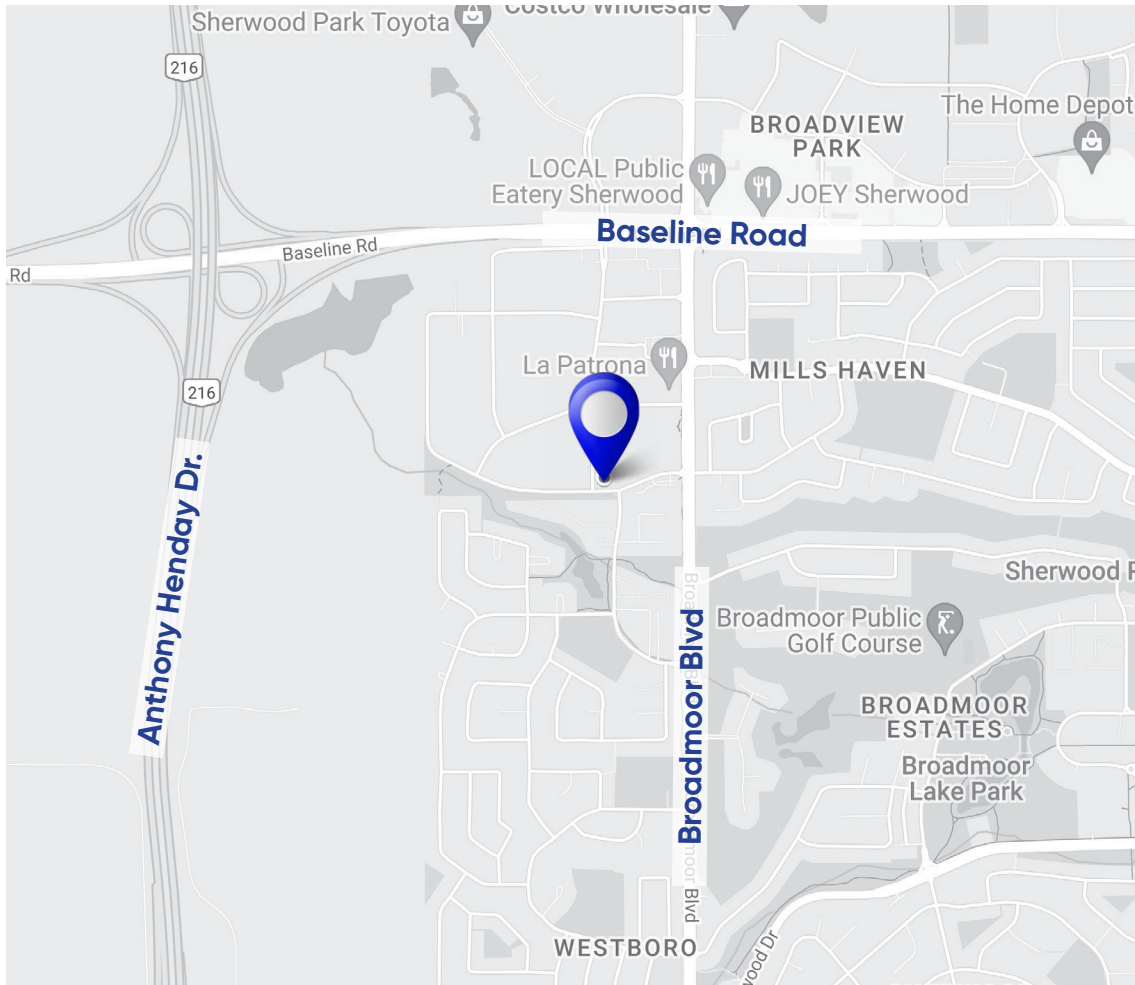 Costco Wholesale
Sherwood Park Toyota
216
The Home Depot
BROADVIEW
PARK
LOCAL Public
Eatery Sherwood
JOEY Sherwood
Baseline Road
Baseline Rd
Rd
La Patrona
MILLS HAVEN
216
Anthony Henday Dr.
Sherwood
Broadmoor Blvd
Broadmoor Public
Golf Course
BROADMOOR
ESTATES
Broadmoor
Lake Park
moor Blvd
WESTBORO
wood Dr